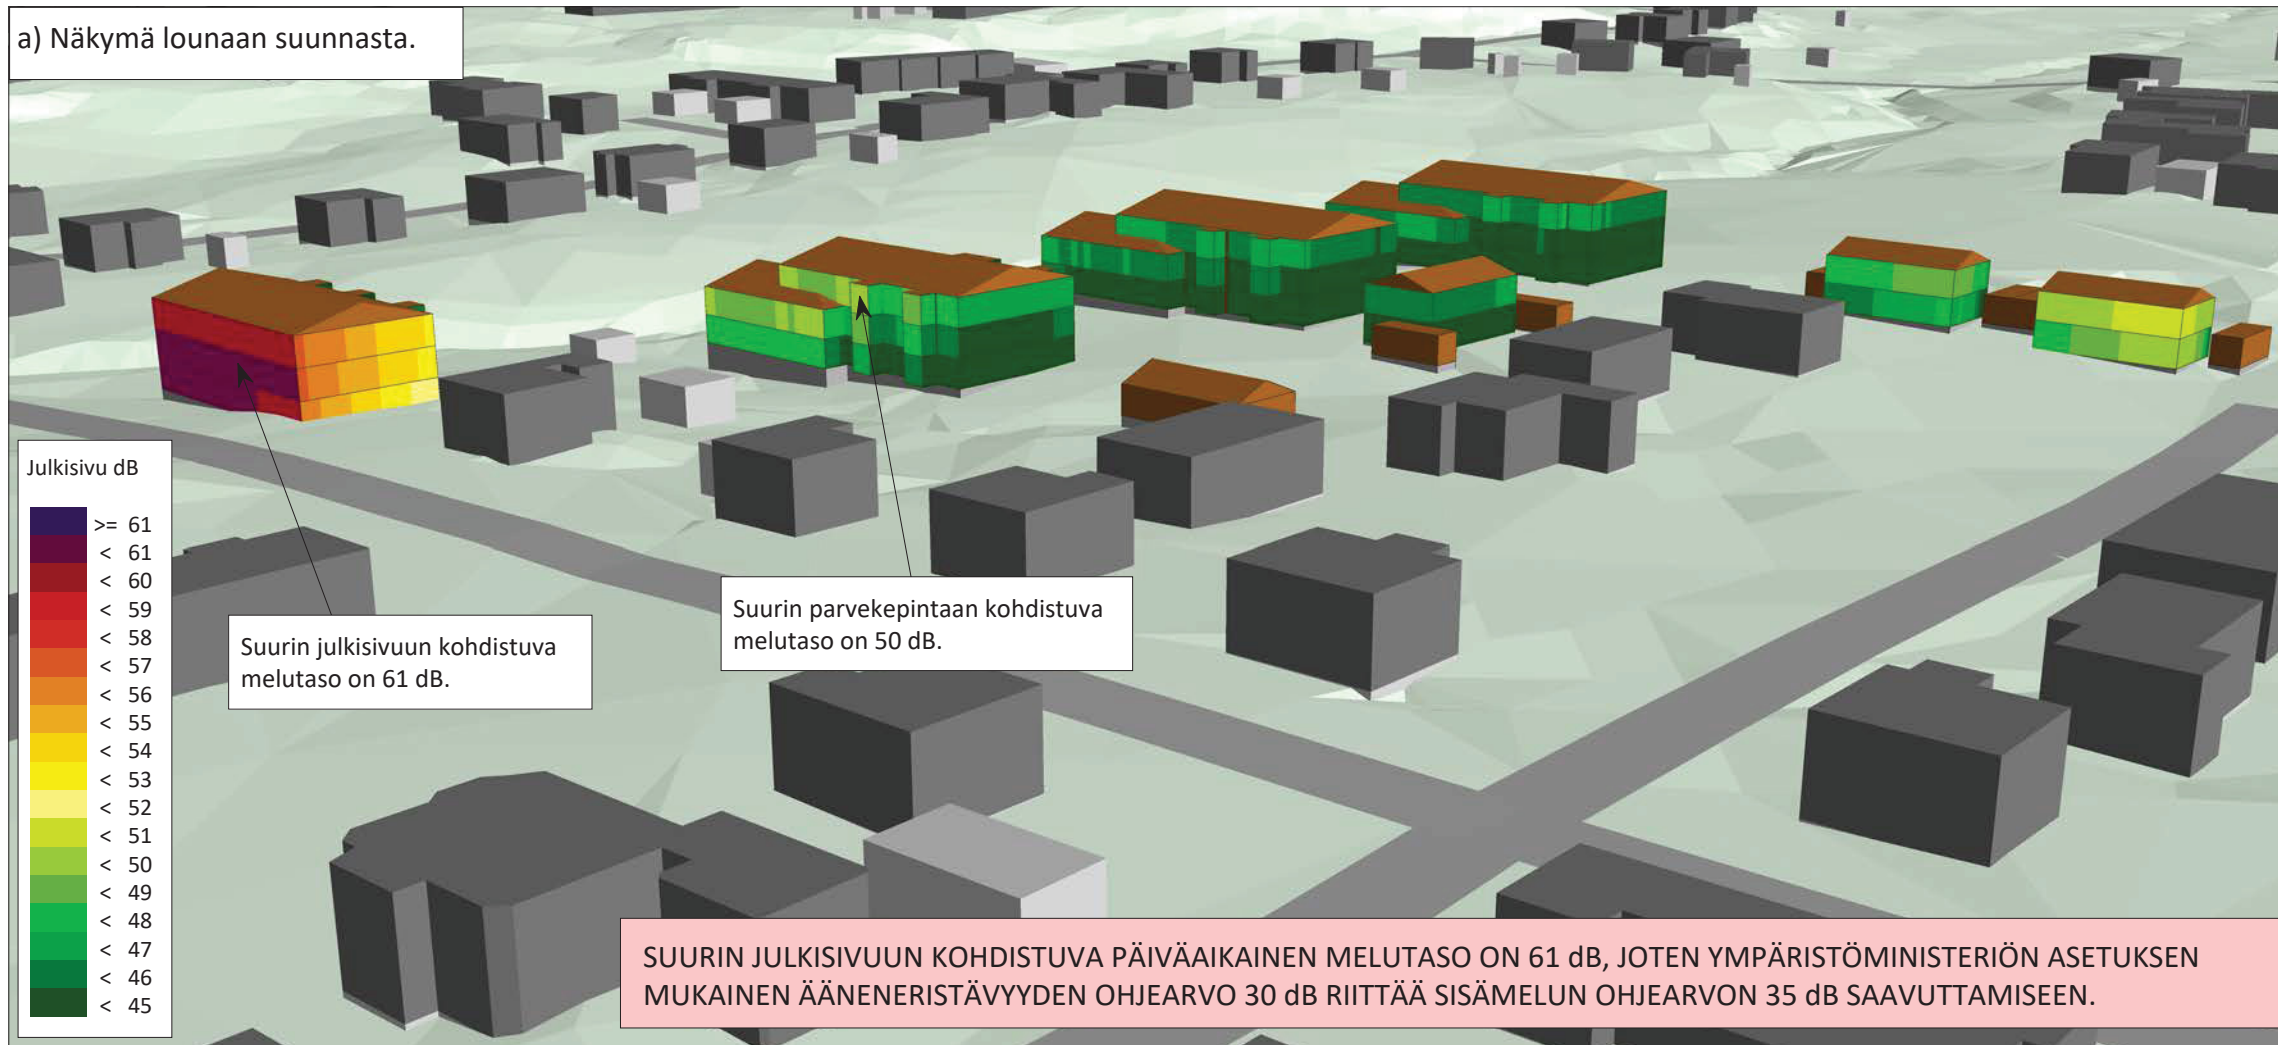 a) Näkymä lounaan suunnasta.
Julkisivu dB
>= 61
< 61
< 60
< 59
< 58
< 57
< 56
< 55
< 54
< 53
< 52
< 51
< 50
< 49
< 48
< 47
< 46
< 45
Suurin julkisivuun kohdistuva
melutaso on 61 dB.
Suurin parvekepintaan kohdistuva
melutaso on 50 dB.
SUURIN JULKISIVUUN KOHDISTUVA PÄIVÄAIKAINEN MELUTASO ON 61 dB, JOTEN YMPÄRISTÖMINISTERIÖN ASETUKSEN
MUKAINEN ÄÄNENERISTÄVYYDEN OHJEARVO 30 dB RIITTÄÄ SISÄMELUN OHJEARVON 35 dB SAAVUTTAMISEEN.